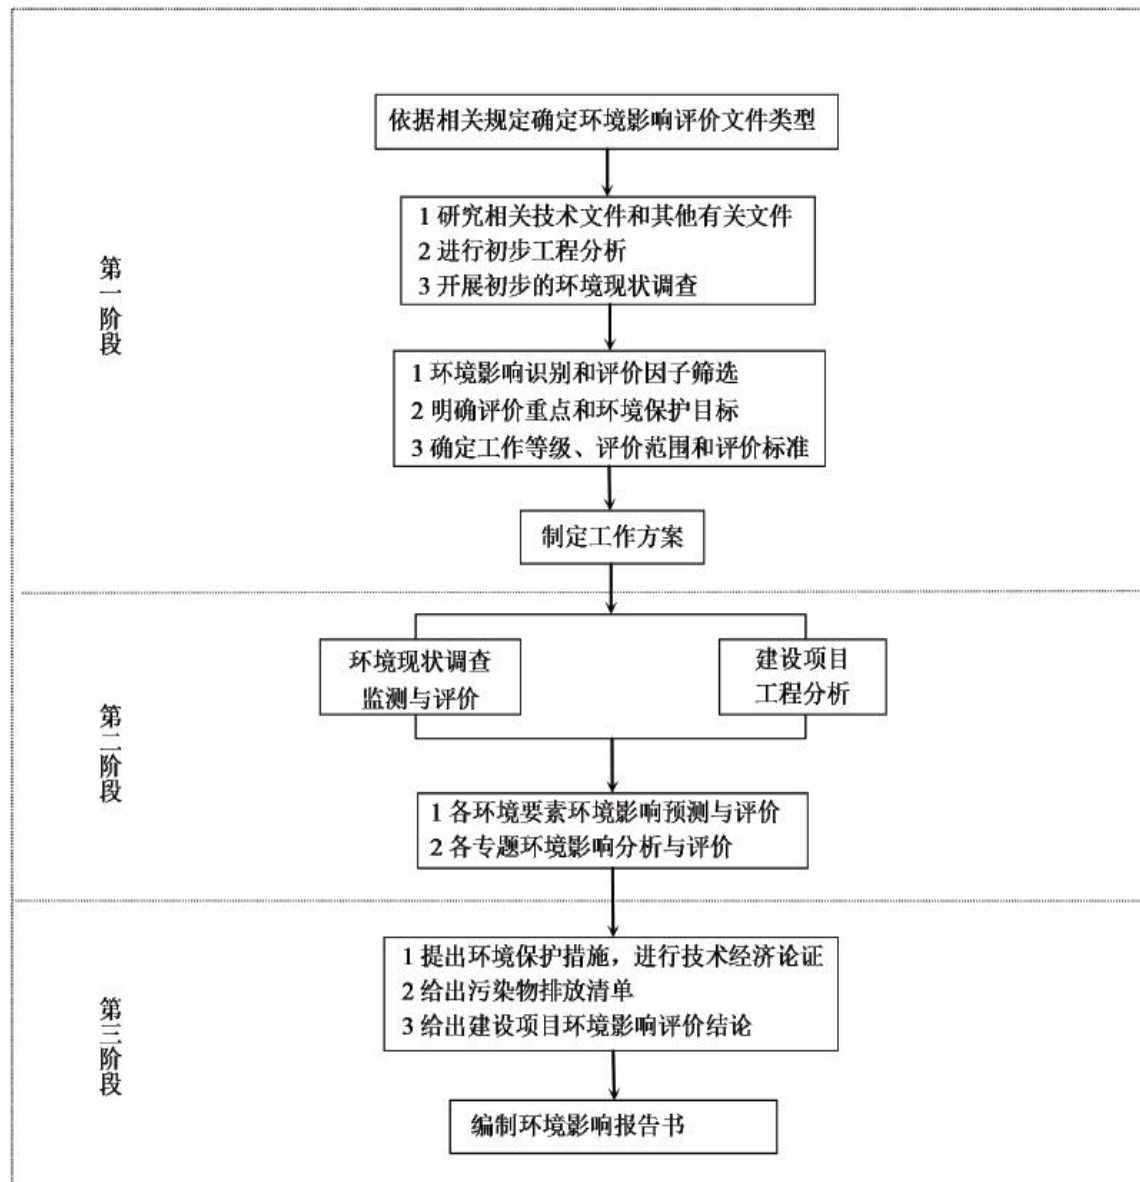 依据相关规定确定环境影响评价文件类型
1 研究相关技术文件和其他有关文件
2 进行初步工程分析
3 开展初步的环境现状调查
第一阶段
1 环境影响识别和评价因子筛选
2 明确评价重点和环境保护目标
3 确定工作等级、评价范围和评价标准
制定工作方案
环境现状调查
监测与评价
建设项目
工程分析
第二阶段
1 各环境要素环境影响预测与评价
2 各专题环境影响分析与评价
1 提出环境保护措施，进行技术经济论证
2 给出污染物排放清单
3 给出建设项目环境影响评价结论
第三阶段
编制环境影响报告书